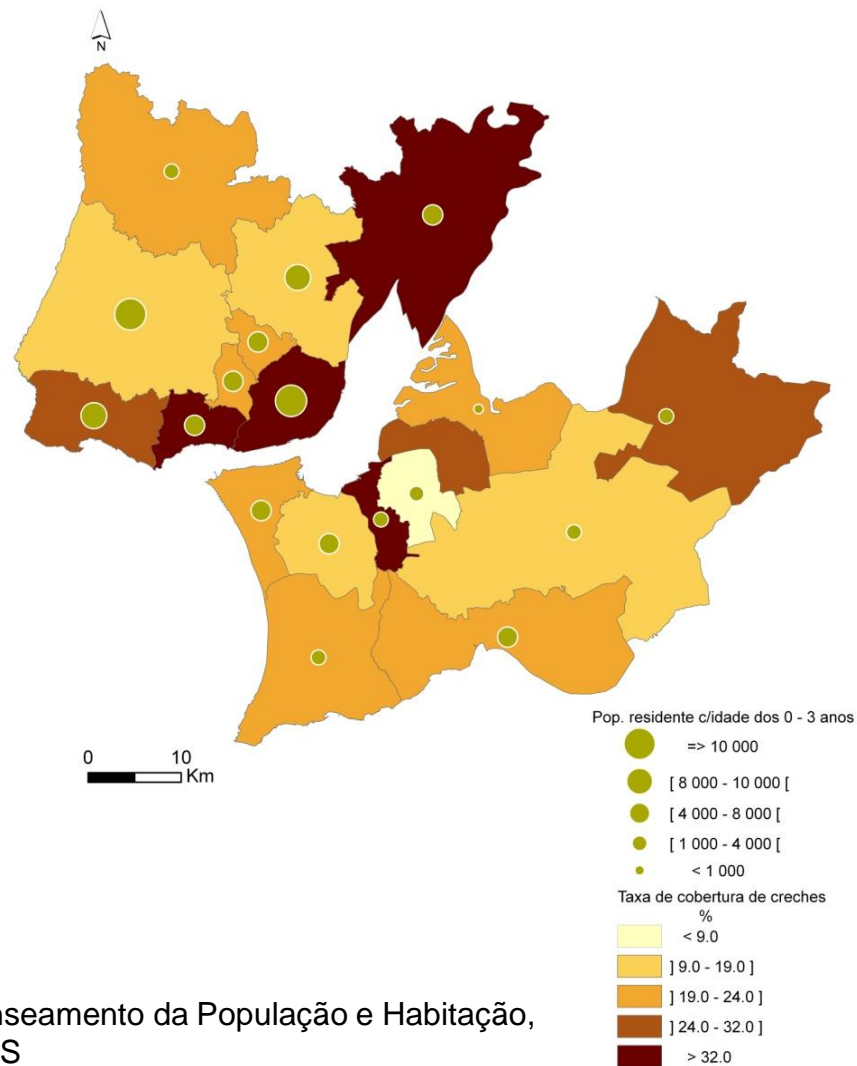 N
0 10
Km
Pop. residente c/idade dos 0 - 3 anos
=> 10 000
[ 8 000 - 10 000 [
[ 4 000 - 8 000 [
[ 1 000 - 4 000 [
< 1 000
Taxa de cobertura de creches
%
< 9.0
] 9.0 - 19.0 ]
] 19.0 - 24.0 ]
] 24.0 - 32.0 ]
> 32.0
nseamento da População e Habitação,
S